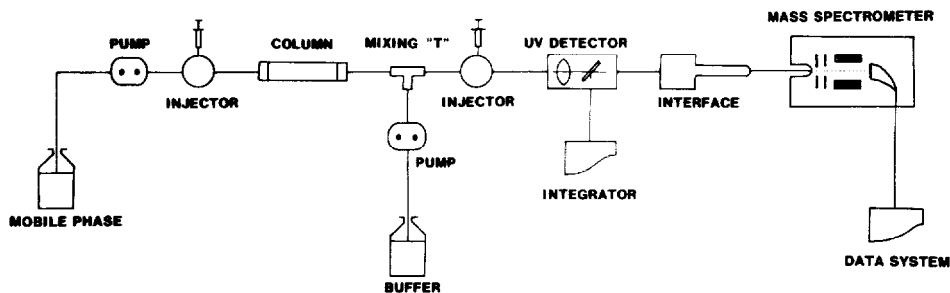 MASS SPECTROMETER
PUMP
COLUMN
MIXING "T"
UV DETECTOR
INJECTOR
INJECTOR
INTERFACE
PUMP
INTEGRATOR
MOBILE PHASE
DATA SYSTEM
BUFFER